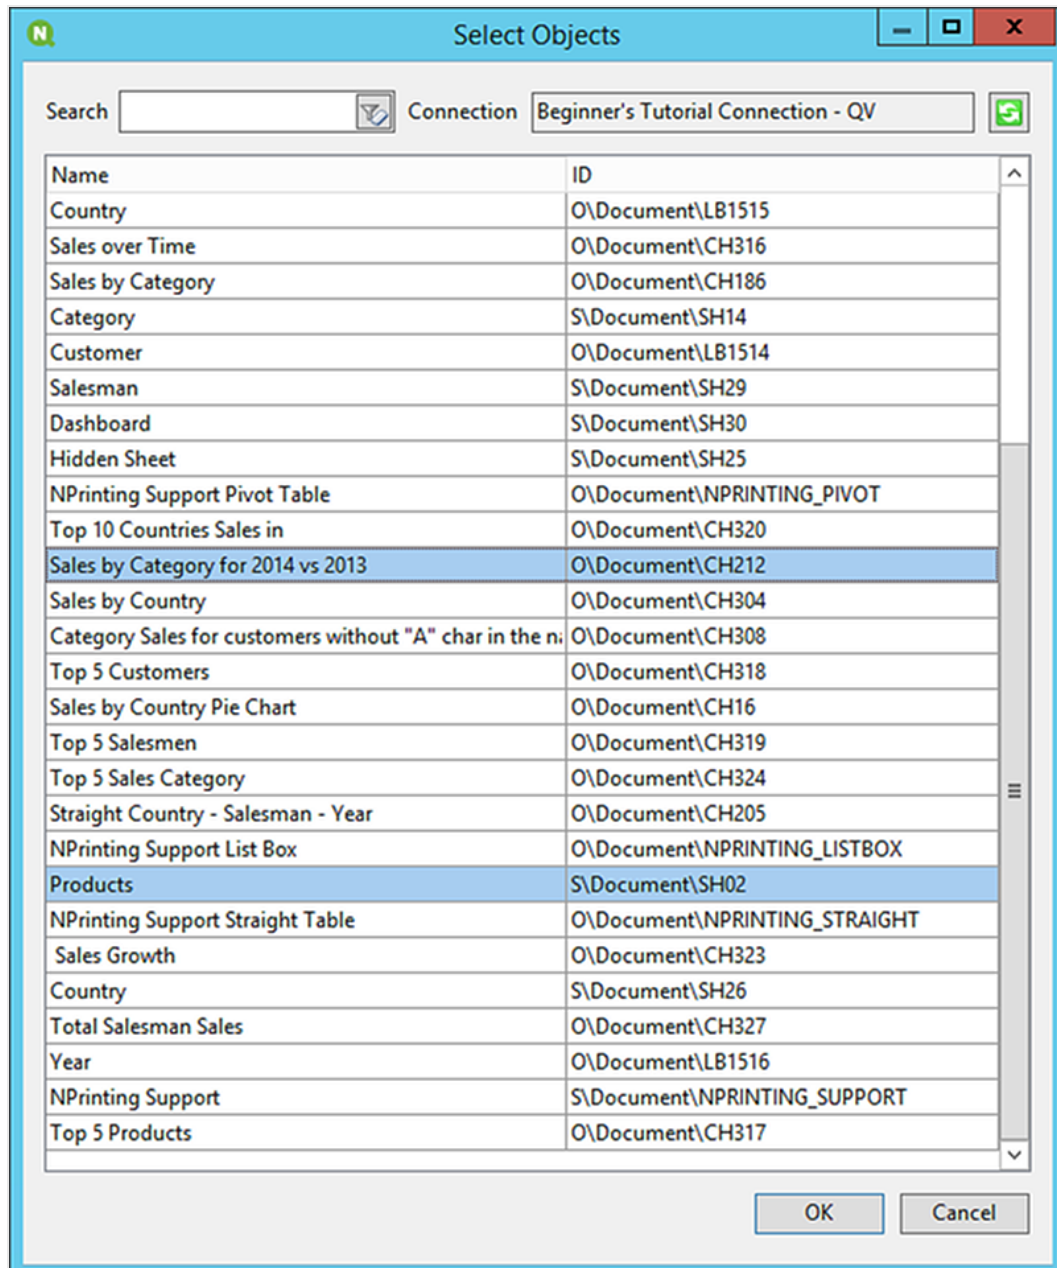 Select Objects
Search Connection Beginner's Tutorial Connection - QV
Name ID
Country O\Document\LB1515
Sales over Time O\Document\CH316
Sales by Category O\Document\CH186
Category S\Document\SH14
Customer O\Document\LB1514
Salesman S\Document\SH29
Dashboard S\Document\SH30
Hidden Sheet S\Document\SH25
NPrinting Support Pivot Table O\Document\NPRINTING_PIVOT
Top 10 Countries Sales in O\Document\CH320
Sales by Category for 2014 vs 2013 O\Document\CH212
Sales by Country O\Document\CH304
Category Sales for customers without "A" char in the O\Document\CH308
Top 5 Customers O\Document\CH318
Sales by Country Pie Chart O\Document\CH16
Top 5 Salesmen O\Document\CH319
Top 5 Sales Category O\Document\CH324
Straight Country - Salesman - Year O\Document\CH205
NPrinting Support List Box O\Document\NPRINTING_LISTBOX
Products S\Document\SH02
NPrinting Support Straight Table O\Document\NPRINTING_STRAIGHT
Sales Growth O\Document\CH323
Country S\Document\SH26
Total Salesman Sales O\Document\CH327
Year O\Document\LB1516
NPrinting Support S\Document\NPRINTING_SUPPORT
Top 5 Products O\Document\CH317
OK Cancel